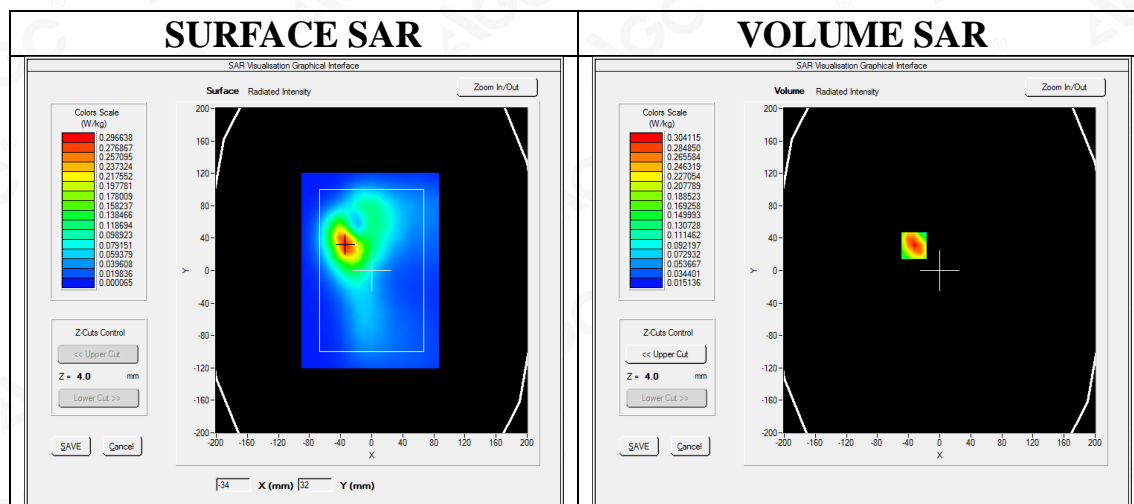 SURFACE SAR
SAR Visualisation Graphical Interface
Surface Radiated Intensity
Zoom In/Out
Colors Scale
(W/kg)
0.296638
0.276867
0.257095
0.237324
0.217552
0.197781
0.178009
0.158237
0.138466
0.118694
0.098923
0.079151
0.059379
0.039608
0.019836
0.000065
Z-Cuts Control
<< Upper Cut
Z = 4.0 mm
Lower Cut >>
SAVE Cancel
200
160
120
80
40
0
-40
-80
-120
-160
-200
Y
-200 -160 -120 -80 -40 0 40 80 120 160 200
X
-34 X (mm) 32 Y (mm)
VOLUME SAR
SAR Visualisation Graphical Interface
Volume Radiated Intensity
Zoom In/Out
Colors Scale
(W/kg)
0.304115
0.284850
0.265584
0.246319
0.227054
0.207789
0.188523
0.169258
0.149993
0.130728
0.111462
0.092197
0.072932
0.053667
0.034401
0.015136
Z-Cuts Control
<< Upper Cut
Z = 4.0 mm
Lower Cut >>
SAVE Cancel
200
160
120
80
40
0
-40
-80
-120
-160
-200
Y
-200 -160 -120 -80 -40 0 40 80 120 160 200
X